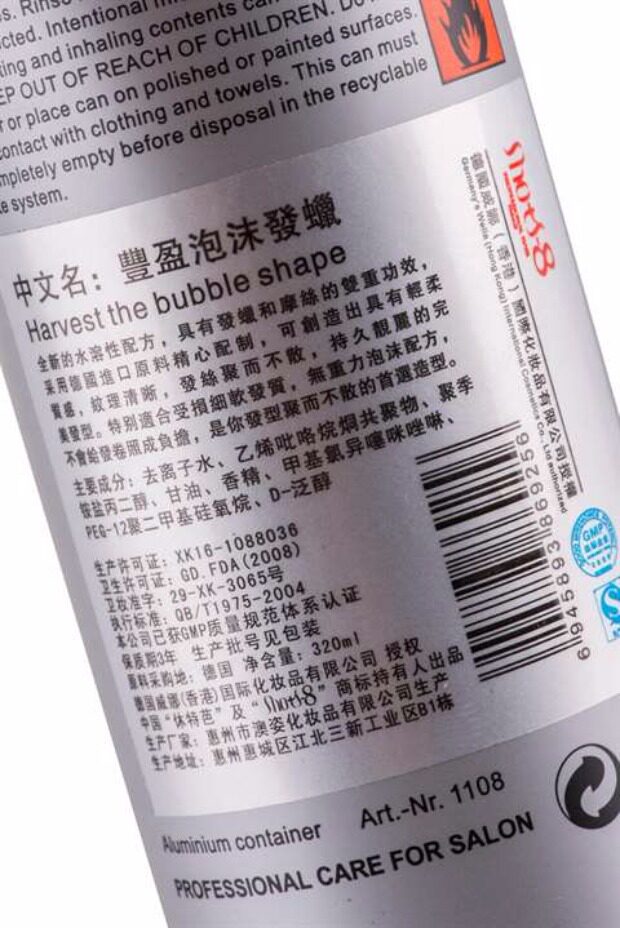 s. Rinse
cted. Intentional
ing and inhaling contents can
EP OUT OF REACH OF CHILDREN. DO
r or place can on polished or painted surfaces.
contact with clothing and towels. This can must
mpletely empty before disposal in the recyclable
e system.
中文名：豐盈泡沫發蠟
Harvest the bubble shape
全新的水溶性配方，具有發蠟和摩絲的雙重功效，
采用德國進口原料精心配制，可創造出具有輕柔
質感，紋理清晰，發絲聚而不散，持久靚麗的完
美發型。特别適合受損細軟發質，無重力泡沫配方，
不會給發卷照成負擔，是你發型聚而不散的首選造型。
主要成分：去离子水、乙烯吡咯烷焗共聚物、聚季
铵盐丙二醇、甘油、香精、甲基氯异噻咪唑啉、
PEG-12聚二甲基硅氧烷、D-泛醇
生产许可证：XK16-1088036
卫生许可证：GD.FDA(2008)
卫妆准字：29-XK-3065号
执行标准：QB/T1975-2004
本公司已获GMP质量规范体系认证
保质期3年 生产批号见包装
原料采购地：德国 净含量：320ml
德国威娜(香港)国际化妆品有限公司 授权
中国“休特芭”及“Shot8”商标持有人出品
生产厂家：惠州市澳姿化妆品有限公司生产
生产地址：惠州惠城区江北三新工业区B1栋
Shot8
德國威娜（香港）國際化妝品有限公司授權
Germany's Wella (Hong Kong) International Cosmetics Co., Ltd authorized
6945893869256
GMP
Aluminium container
Art.-Nr. 1108
PROFESSIONAL CARE FOR SALON